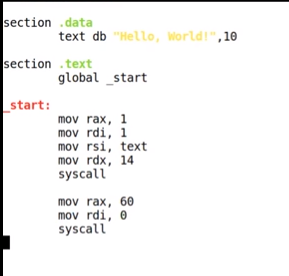 section .data
text db "Hello, World!",10
section .text
global _start
_start:
mov rax, 1
mov rdi, 1
mov rsi, text
mov rdx, 14
syscall
mov rax, 60
mov rdi, 0
syscall